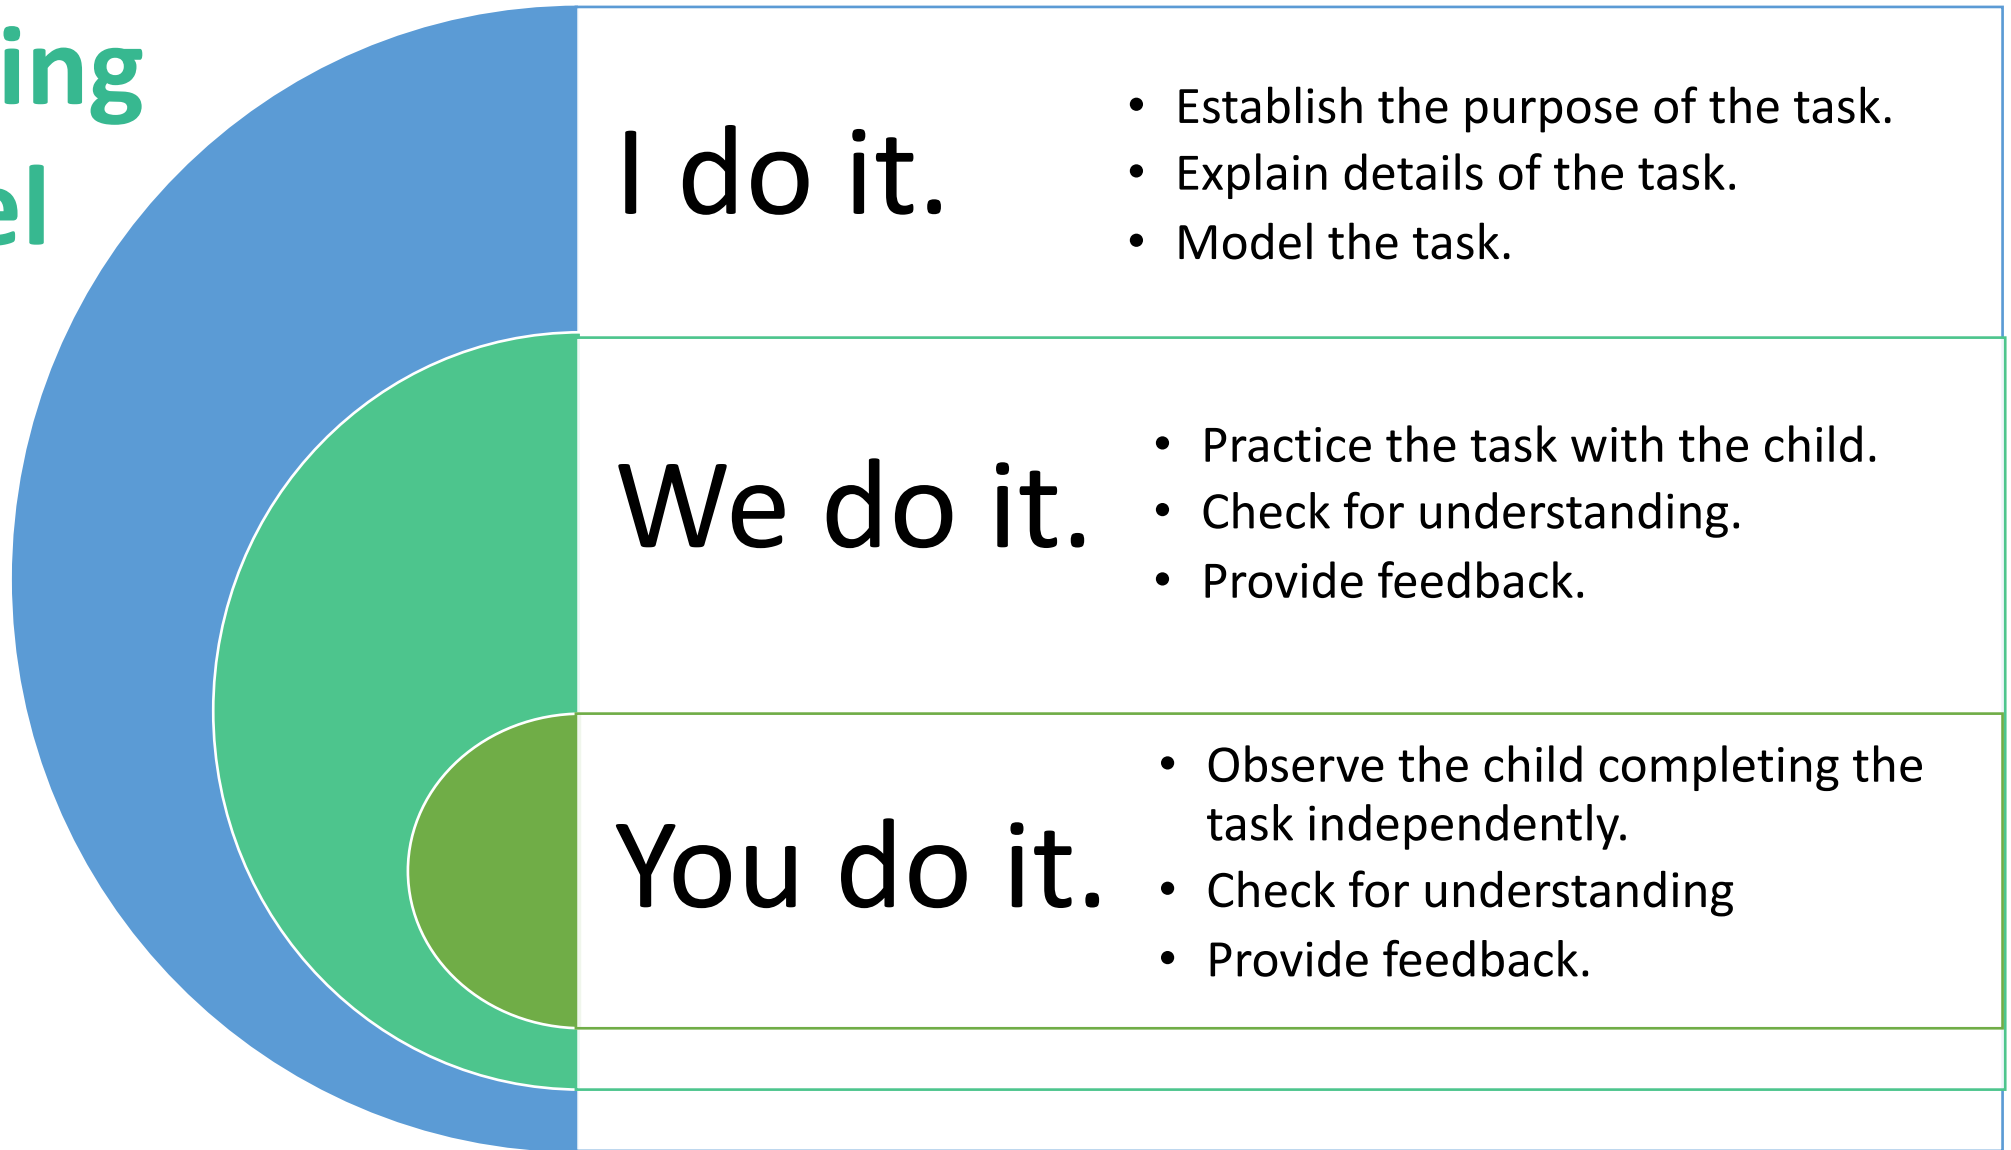 ing
el
I do it.
• Establish the purpose of the task.
• Explain details of the task.
• Model the task.
We do it.
• Practice the task with the child.
• Check for understanding.
• Provide feedback.
You do it.
• Observe the child completing the
task independently.
• Check for understanding
• Provide feedback.